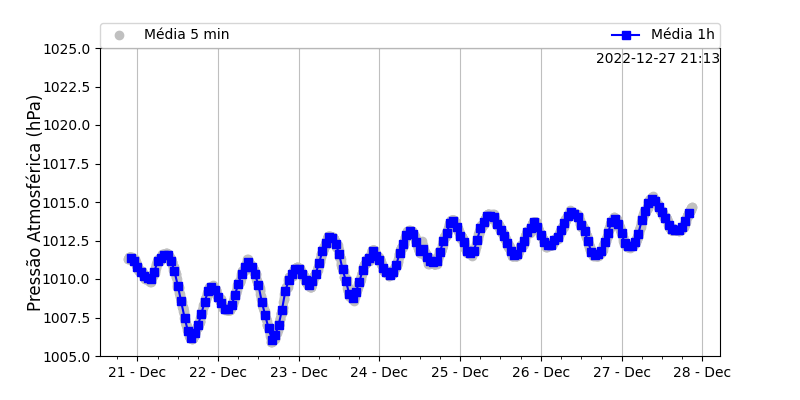 Média 5 min
Média 1h
2022-12-27 21:13
Pressão Atmosférica (hPa)
1025.0
1022.5
1020.0
1017.5
1015.0
1012.5
1010.0
1007.5
1005.0
21 - Dec
22 - Dec
23 - Dec
24 - Dec
25 - Dec
26 - Dec
27 - Dec
28 - Dec